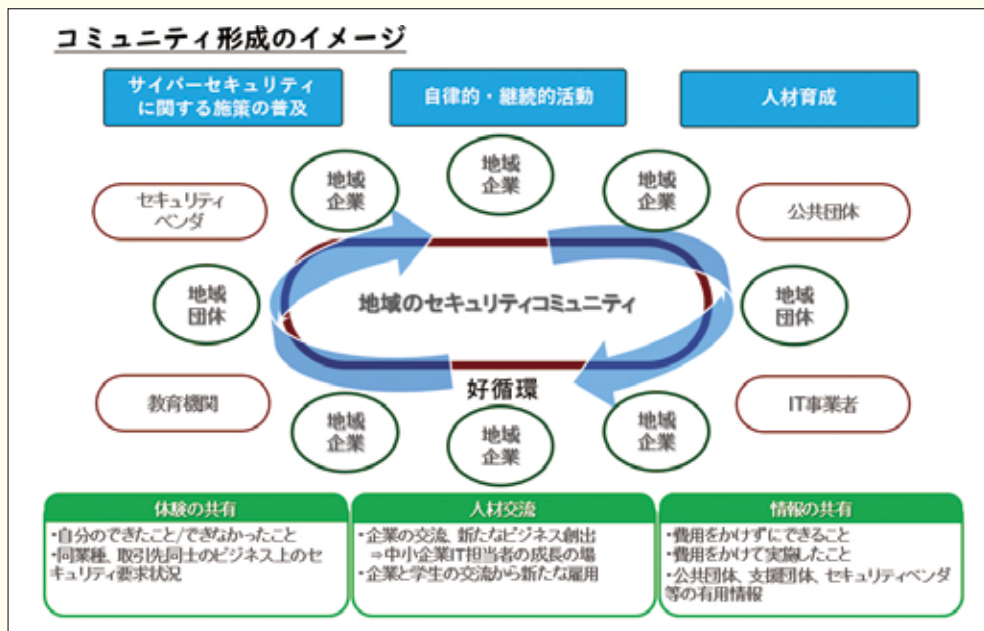 コミュニティ形成のイメージ
サイバーセキュリティ
に関する施策の普及
自律的・継続的活動
人材育成
地域
企業
地域
企業
地域
企業
セキュリティ
ベンダ
公共団体
地域
団体
地域のセキュリティコミュニティ
地域
団体
好循環
教育機関
IT事業者
地域
企業
地域
企業
地域
企業
体験の共有
・自分のできたこと/できなかったこと
・同業種、取引先同士のビジネス上のセ
キュリティ要求状況
人材交流
・企業の交流、新たなビジネス創出
⇒中小企業IT担当者の成長の場
・企業と学生の交流から新たな雇用
情報の共有
・費用をかけずにできること
・費用をかけて実施したこと
・公共団体、支援団体、セキュリティベンダ
等の有用情報